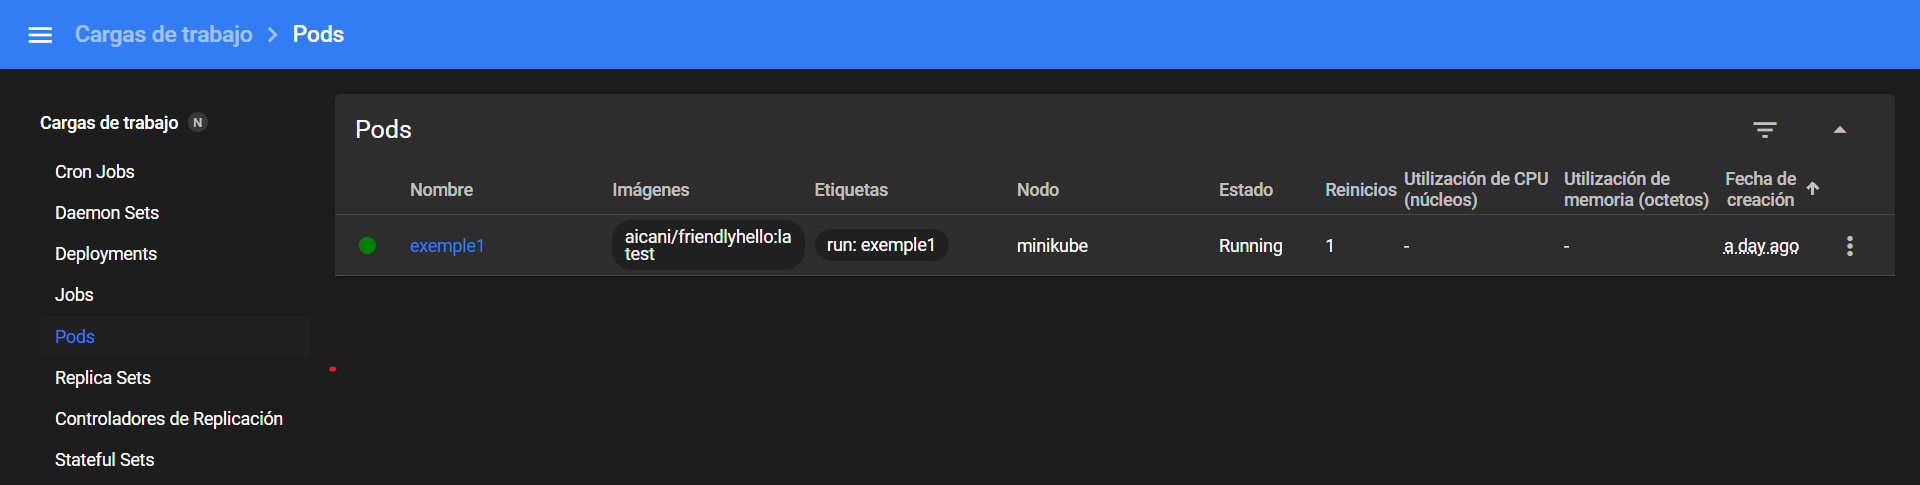 Cargas de trabajo > Pods
Cargas de trabajo N
Cron Jobs
Daemon Sets
Deployments
Jobs
Pods
Replica Sets
Controladores de Replicación
Stateful Sets
Pods
Nombre
Imágenes
Etiquetas
Nodo
Estado
Reinicios
Utilización de CPU
(núcleos)
Utilización de
memoria (octetos)
Fecha de
creación
exemple1
aicani/friendlyhello:la
test
run: exemple1
minikube
Running
1
-
-
a day ago